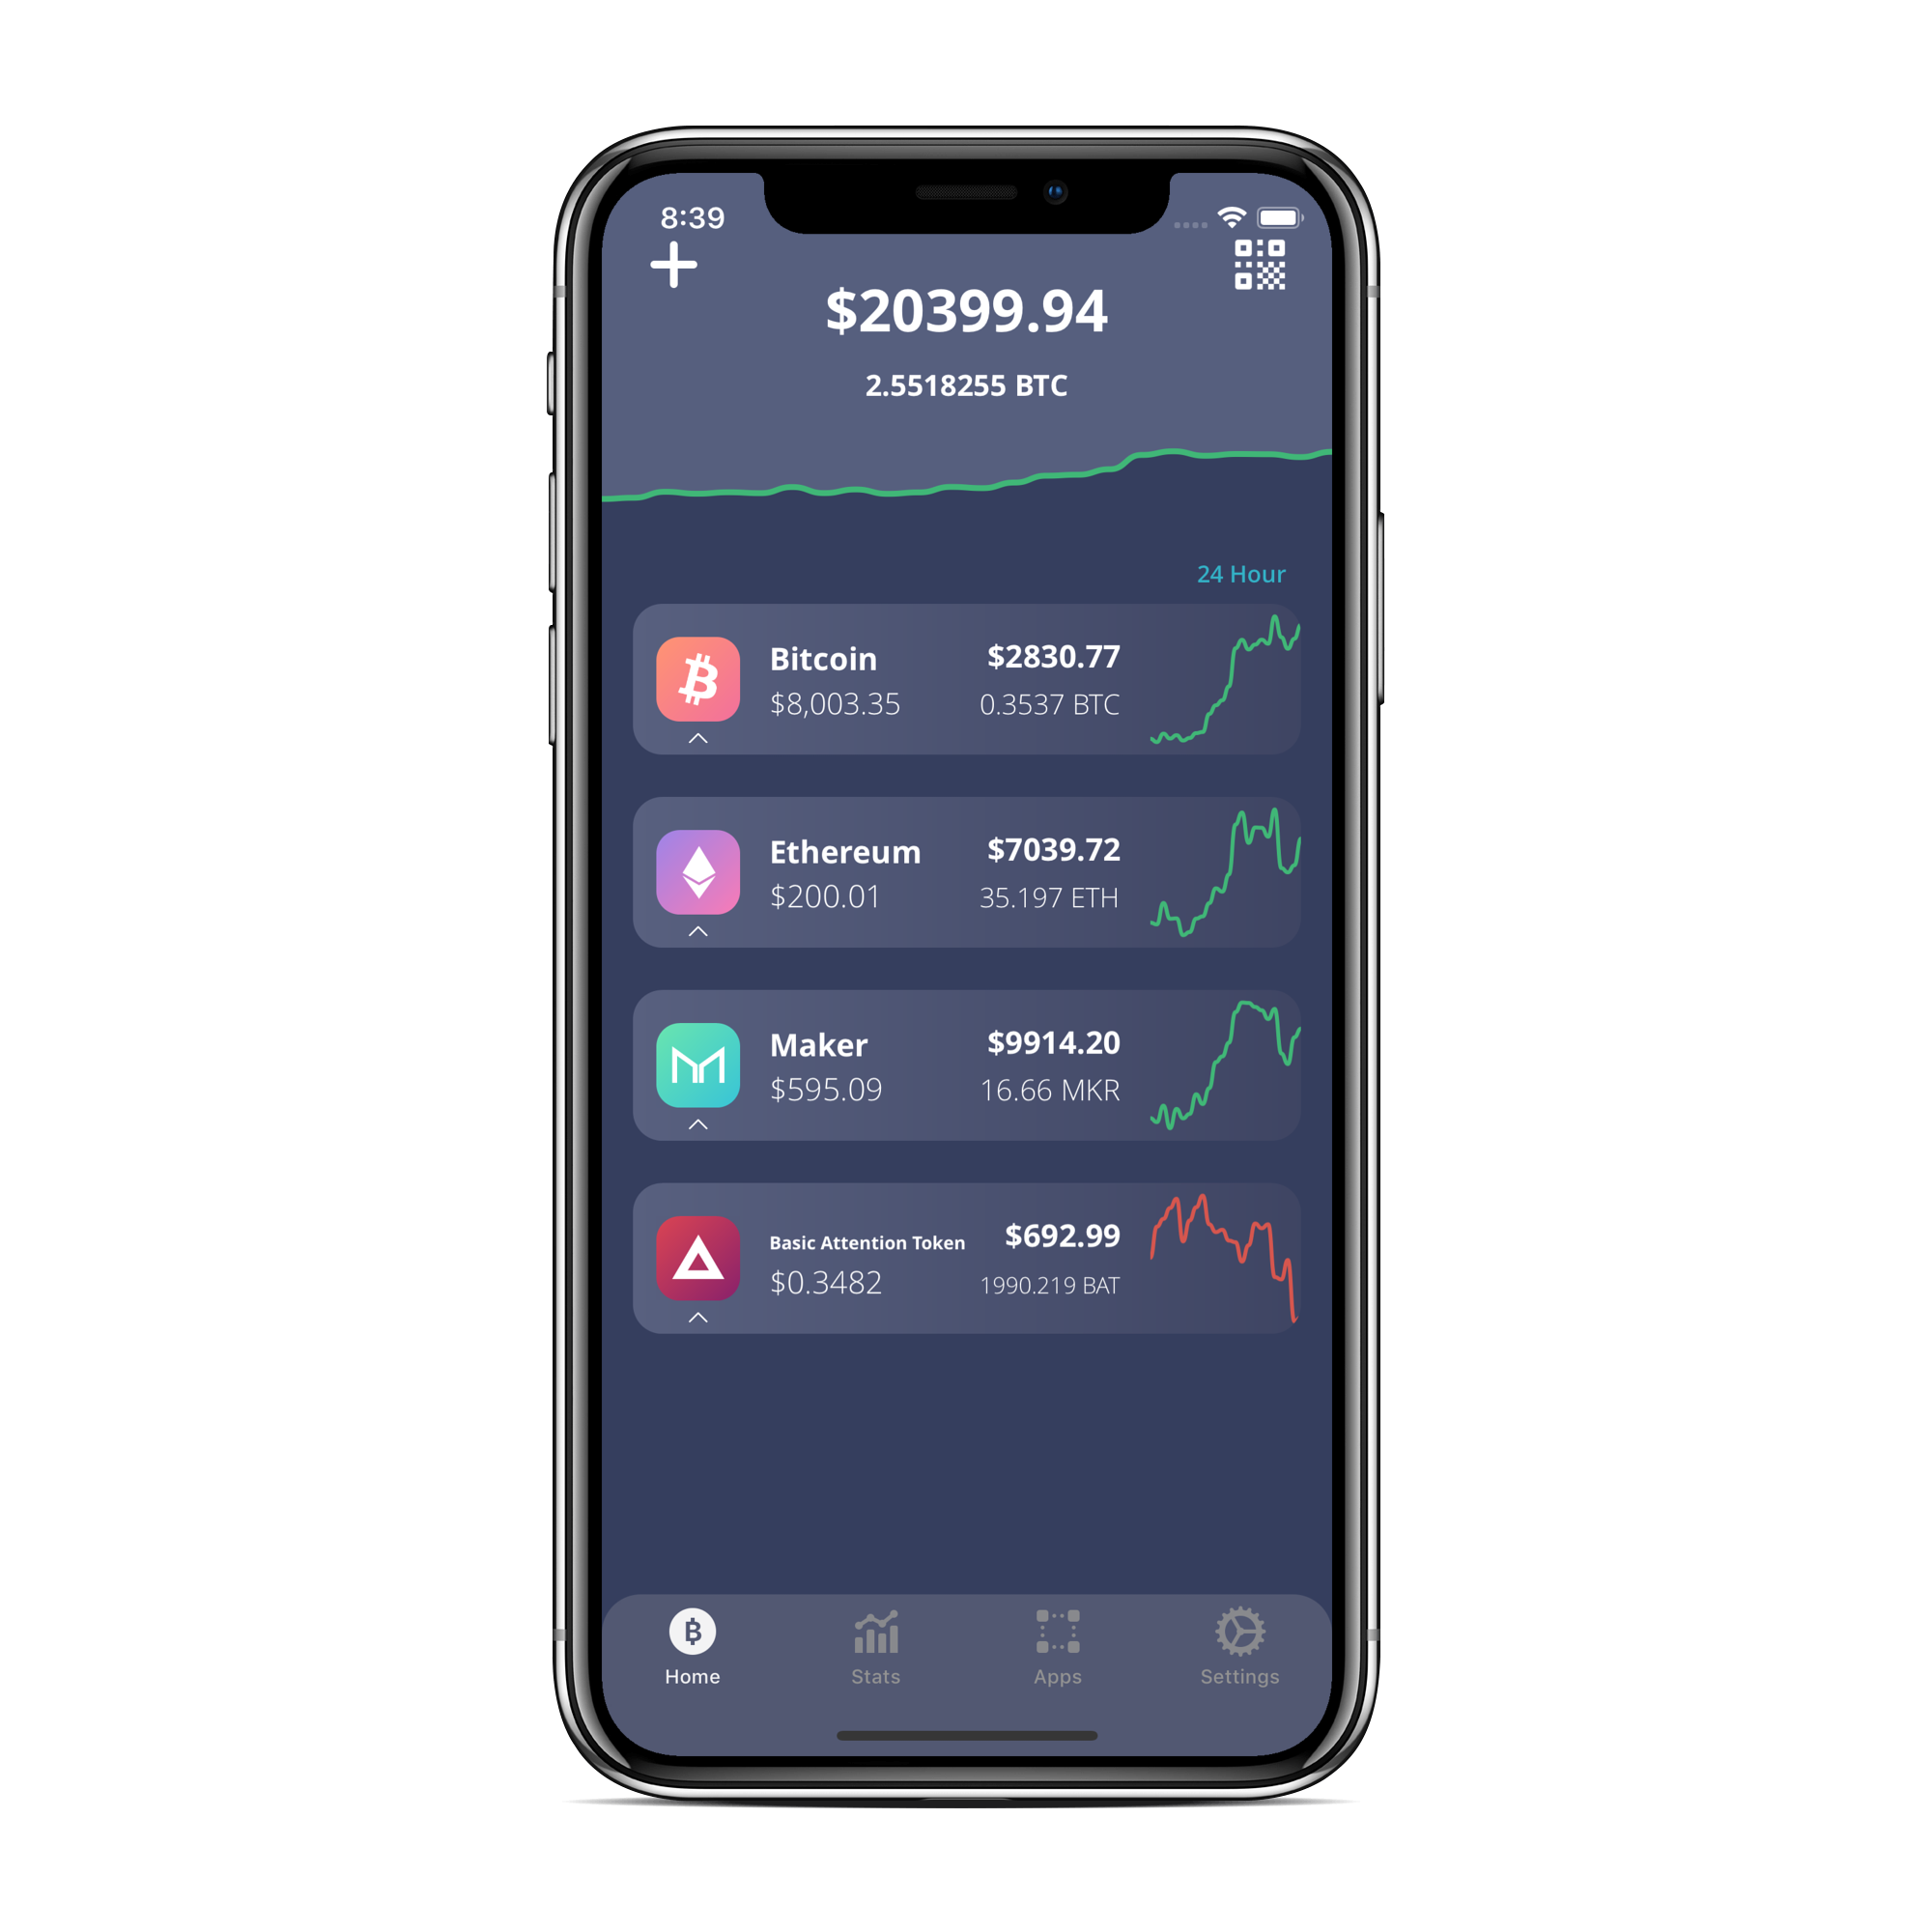 8:39
$20399.94
2.5518255 BTC
24 Hour
Bitcoin
$2830.77
$8,003.35
0.3537 BTC
Ethereum
$7039.72
$200.01
35.197 ETH
Maker
$9914.20
$595.09
16.66 MKR
Basic Attention Token
$692.99
$0.3482
1990.219 BAT
Home
Stats
Apps
Settings